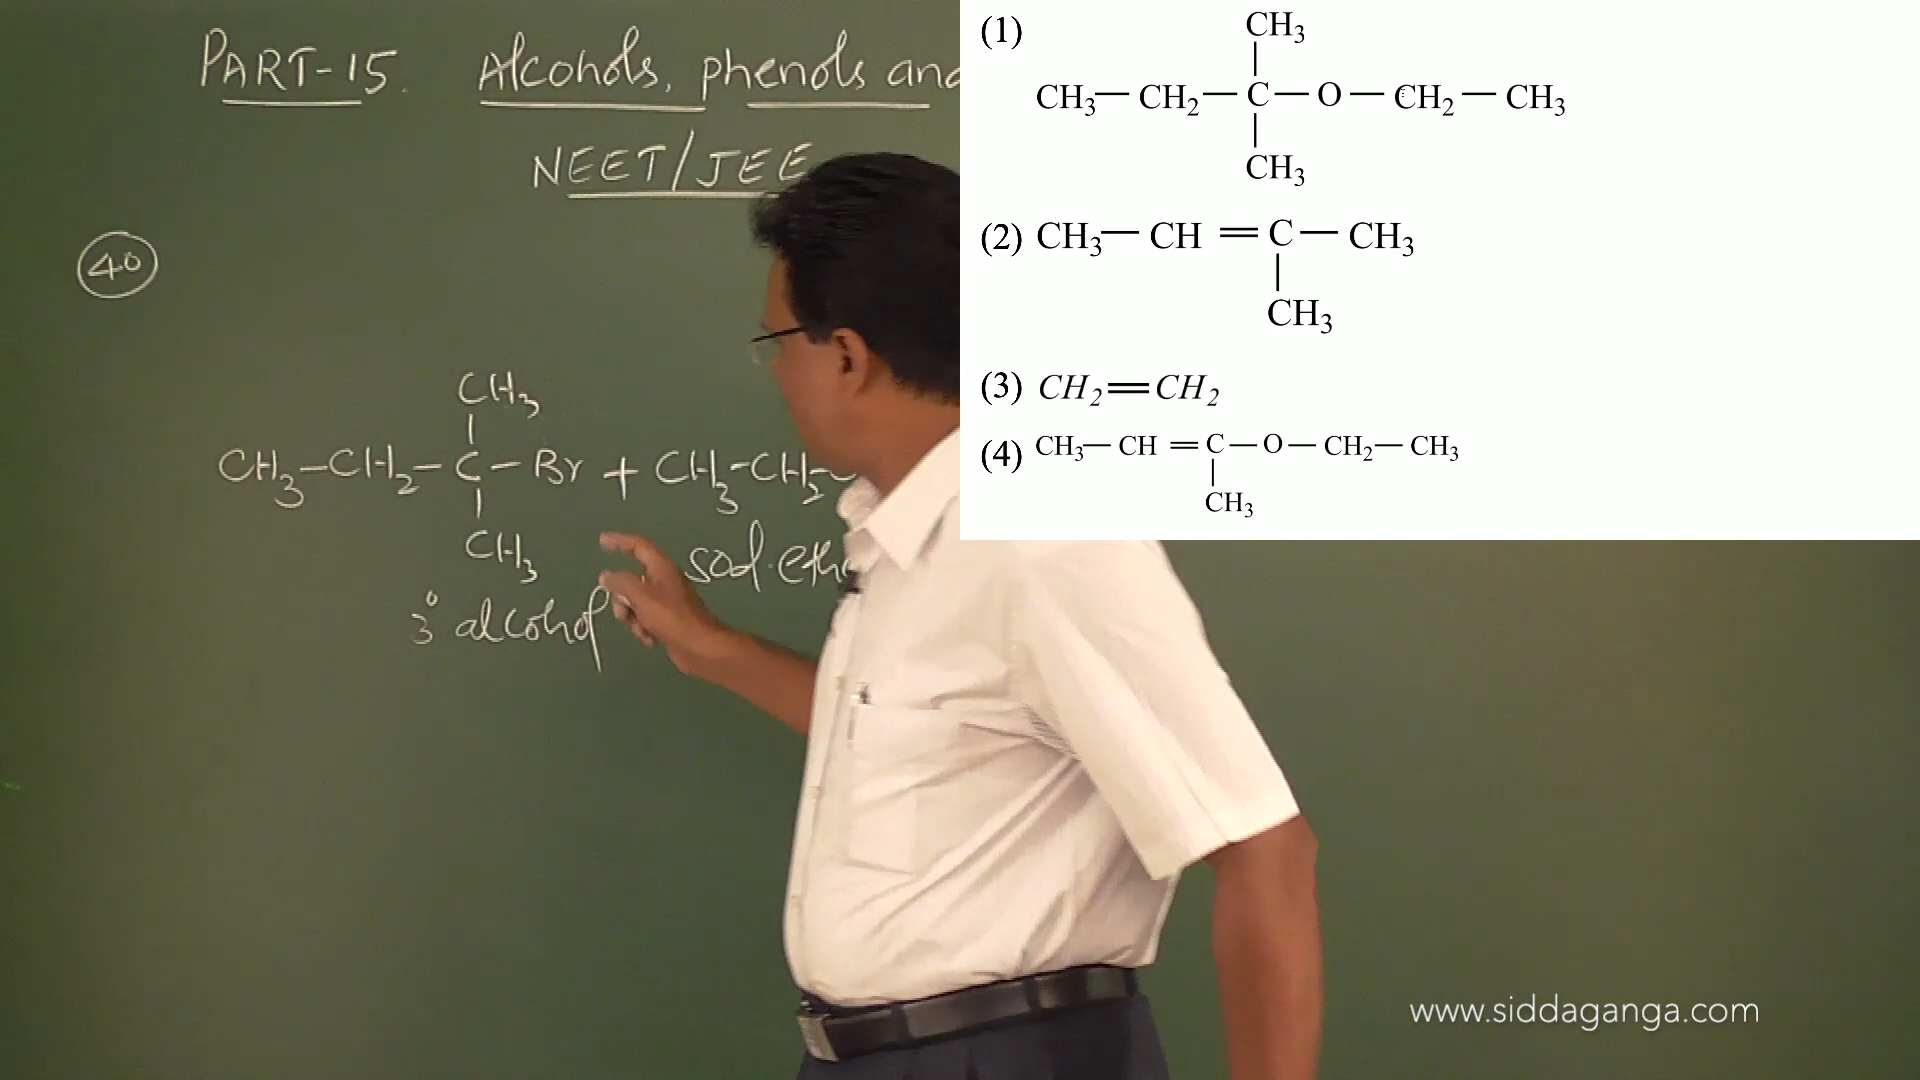 PART-15. Alcohols, phenols and
NEET/JEE
40
CH3
CH3-CH2-C-Br + CH3-CH2-
CH3
sod.
3° alcohol
(1)
CH3
CH3—CH2—C—O—CH2—CH3
CH3
(2) CH3—CH=C—CH3
CH3
(3) CH2=CH2
(4) CH3—CH=C—O—CH2—CH3
CH3
www.siddaganga.com